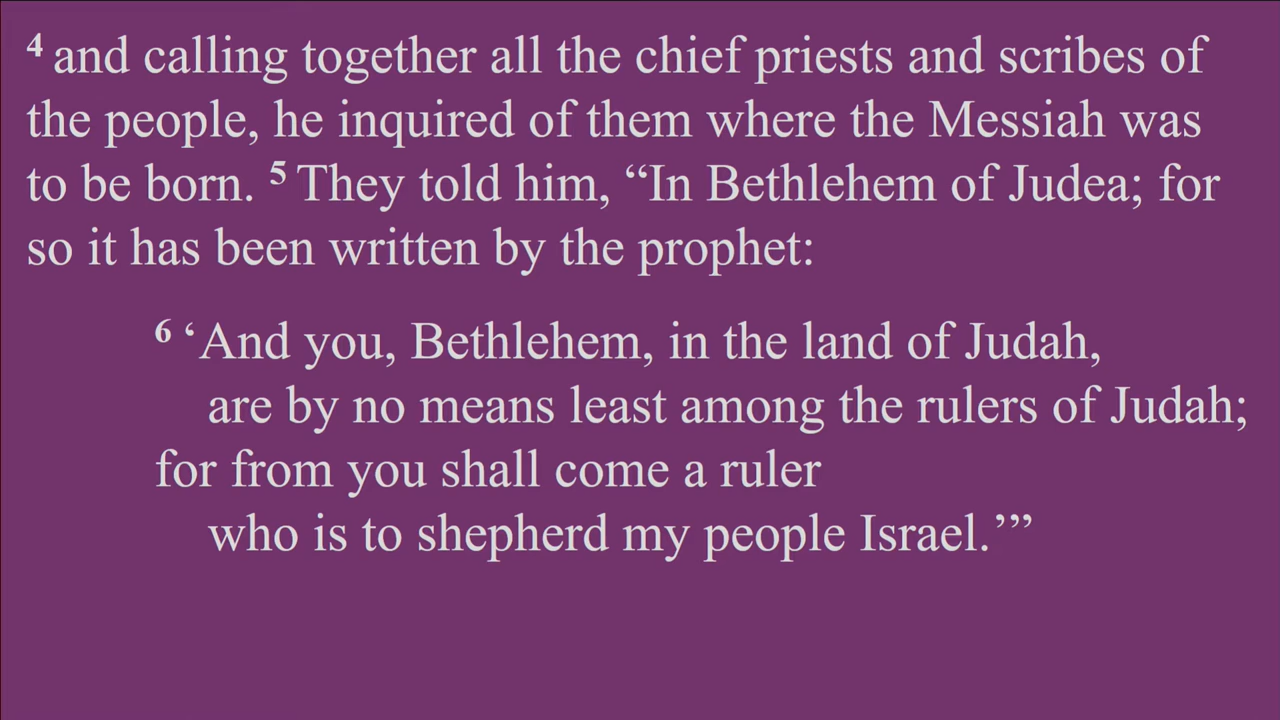 4 and calling together all the chief priests and scribes of
the people, he inquired of them where the Messiah was
to be born. 5 They told him, “In Bethlehem of Judea; for
so it has been written by the prophet:
6 ‘And you, Bethlehem, in the land of Judah,
are by no means least among the rulers of Judah;
for from you shall come a ruler
who is to shepherd my people Israel.’”